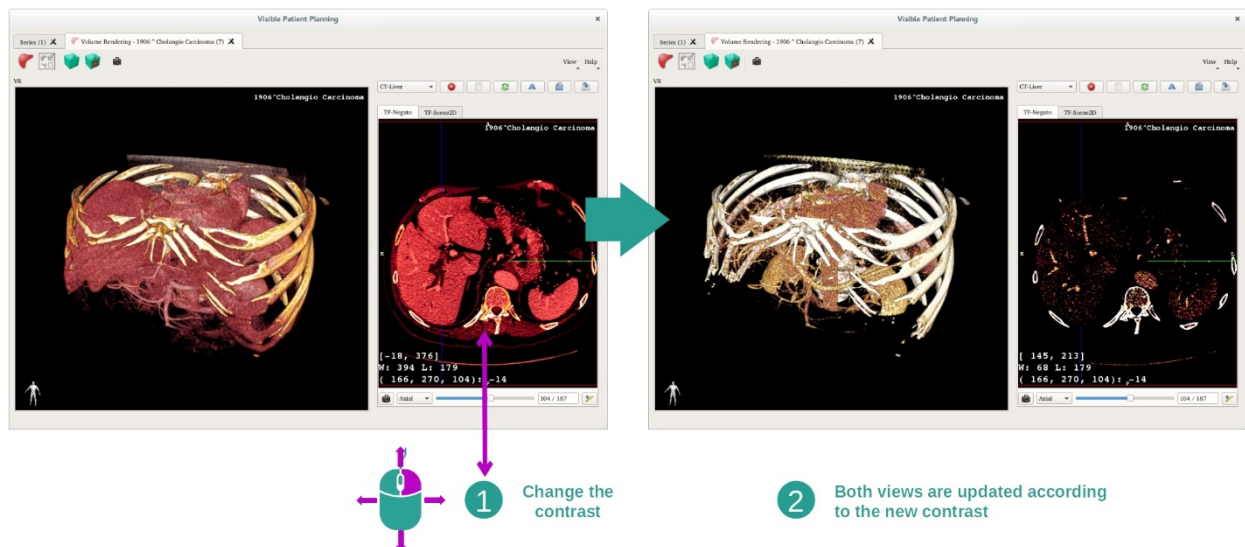 Visible Patient Planning
Series (1)
Volume Rendering - 1906^Cholangio Carcinoma (7)
View Help
VR
1906^Cholangio Carcinoma
CT-Liver
TF-Negato TF-Scene2D
1906^Cholangio Carcinoma
[-18, 376]
W: 394 L: 179
( 166, 270, 104): -14
Axial
104 / 187
Visible Patient Planning
Series (1)
Volume Rendering - 1906^Cholangio Carcinoma (7)
View Help
VR
1906^Cholangio Carcinoma
CT-Liver
TF-Negato TF-Scene2D
1906^Cholangio Carcinoma
[ 145, 213]
W: 68 L: 179
( 166, 270, 104): -14
Axial
104 / 187
1
Change the
contrast
2
Both views are updated according
to the new contrast